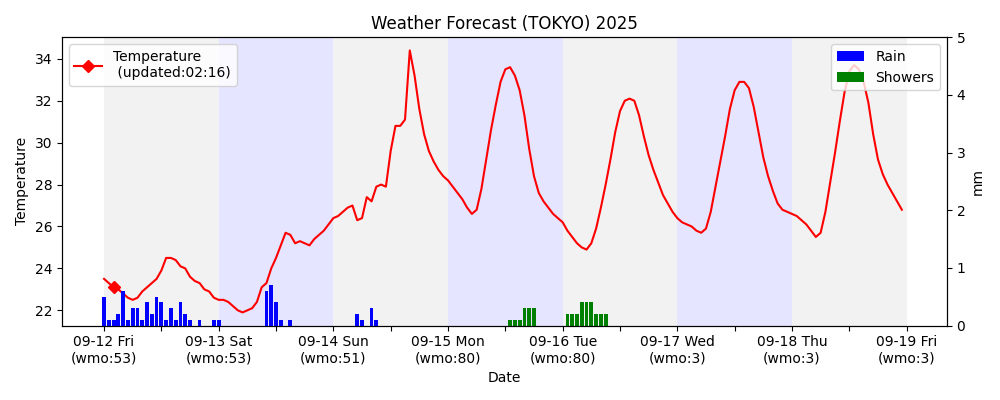 Weather Forecast (TOKYO) 2025
Temperature
(updated:02:16)
Rain
Showers
Temperature
34
32
30
28
26
24
22
5
4
3
2
1
0
mm
09-12 Fri
(wmo:53)
09-13 Sat
(wmo:53)
09-14 Sun
(wmo:51)
09-15 Mon
(wmo:80)
09-16 Tue
(wmo:80)
09-17 Wed
(wmo:3)
09-18 Thu
(wmo:3)
09-19 Fri
(wmo:3)
Date